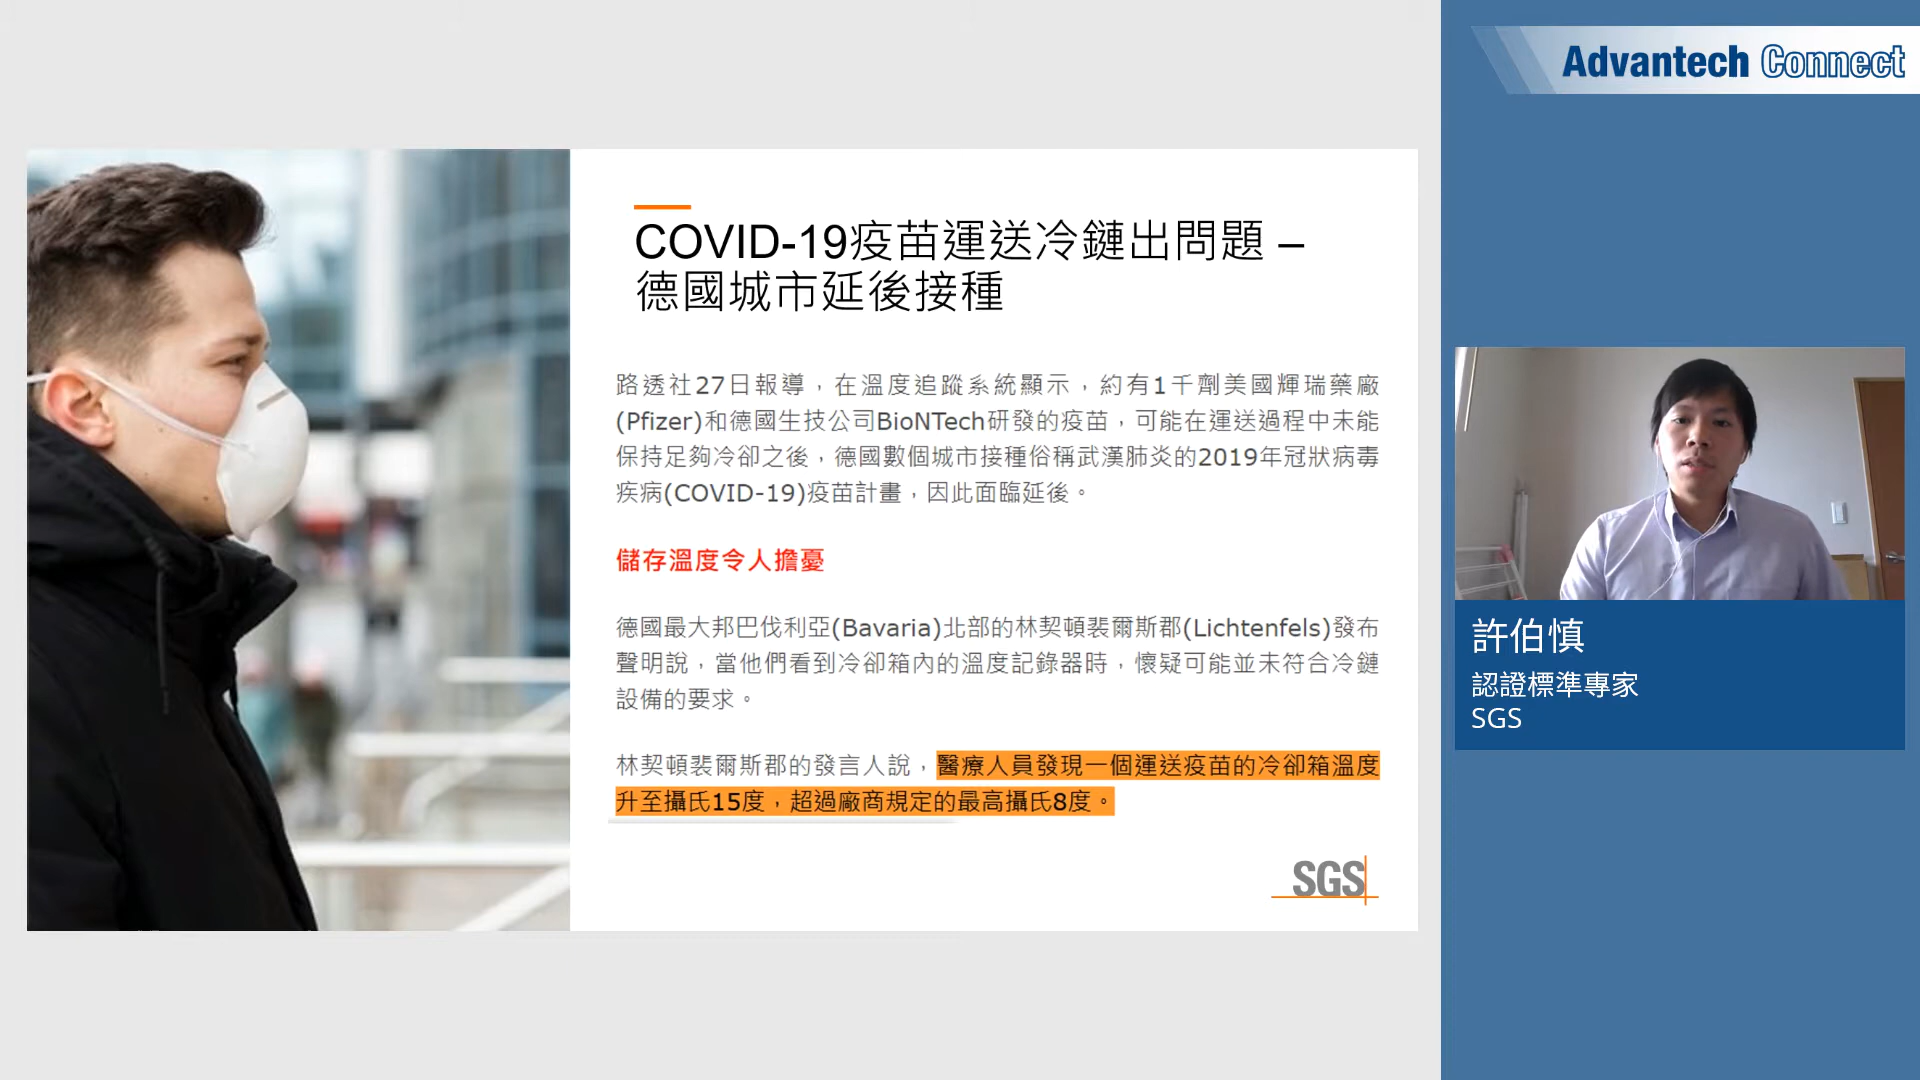 COVID-19疫苗運送冷鏈出問題 –
德國城市延後接種
路透社27日報導，在溫度追蹤系統顯示，約有1千劑美國輝瑞藥廠
(Pfizer)和德國生技公司BioNTech研發的疫苗，可能在運送過程中未能
保持足夠冷卻之後，德國數個城市接種俗稱武漢肺炎的2019年冠狀病毒
疾病(COVID-19)疫苗計畫，因此面臨延後。
儲存溫度令人擔憂
德國最大邦巴伐利亞(Bavaria)北部的林契頓裴爾斯郡(Lichtenfels)發布
聲明說，當他們看到冷卻箱內的溫度記錄器時，懷疑可能並未符合冷鏈
設備的要求。
林契頓裴爾斯郡的發言人說，醫療人員發現一個運送疫苗的冷卻箱溫度
升至攝氏15度，超過廠商規定的最高攝氏8度。
SGS
Advantech Connect
許伯慎
認證標準專家
SGS